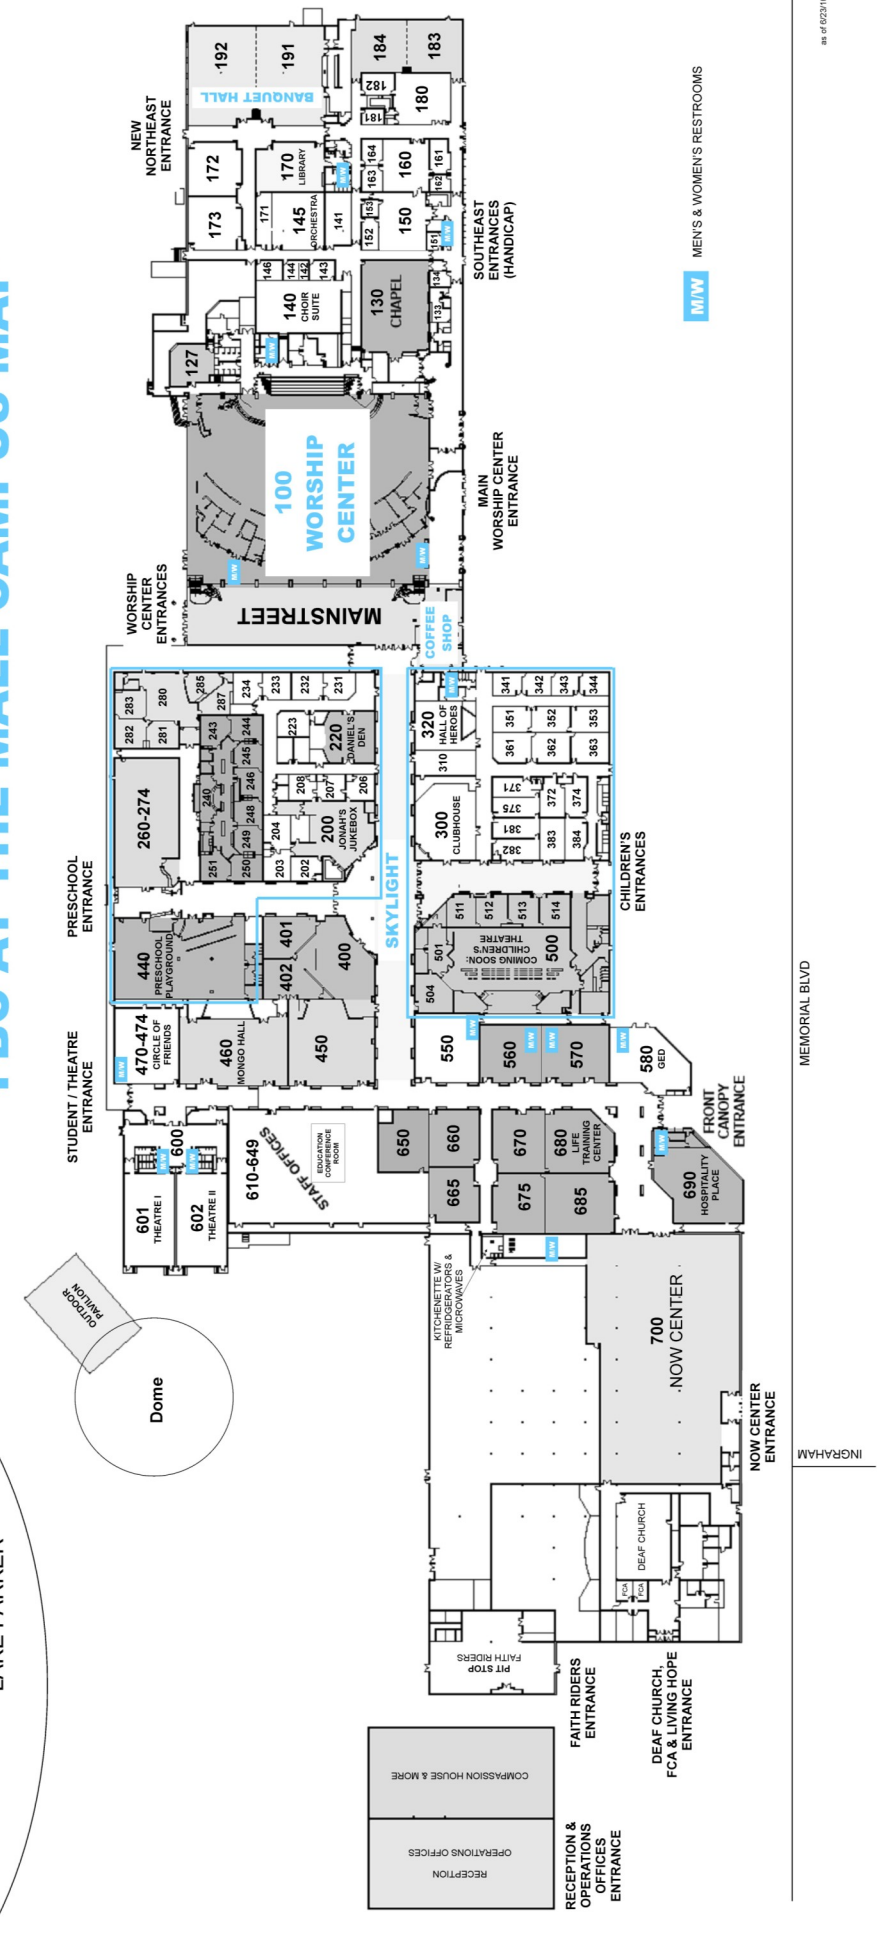 FBC AT THE MALL CAMPUS MAP
as of 6/23/1
LAKE PARKER
192
191
BANQUET HALL
184
183
182
181
180
NEW
NORTHEAST
ENTRANCE
172
170
LIBRARY
M/W
164
163
160
161
162
173
171
145
ORCHESTRA
141
153
152
150
151
M/W
SOUTHEAST
ENTRANCES
(HANDICAP)
M/W
MEN'S & WOMEN'S RESTROOMS
146
144
142
143
140
CHOIR
SUITE
130
CHAPEL
134
133
127
M/W
100
WORSHIP
CENTER
M/W
M/W
MAIN
WORSHIP CENTER
ENTRANCE
WORSHIP
CENTER
ENTRANCES
MAINSTREET
COFFEE
SHOP
283
280
285
287
282
281
234
233
232
231
243
244
245
240
246
248
251
249
250
223
220
DANIEL'S
DEN
208
207
206
204
200
JONAH'S
JUKEBOX
203
202
260-274
PRESCHOOL
ENTRANCE
M/W
320
HALL OF
HEROES
310
341
342
343
344
351
352
353
361
362
363
300
CLUBHOUSE
371
375
372
374
381
382
383
384
SKYLIGHT
CHILDREN'S
ENTRANCES
440
PRESCHOOL
PLAYGROUND
401
402
400
511
512
513
514
501
504
COMING SOON:
CHILDREN'S
THEATRE
500
STUDENT / THEATRE
ENTRANCE
M/W
470-474
CIRCLE OF
FRIENDS
460
MONGO HALL
450
550
M/W
560
M/W
M/W
570
M/W
580
GED
MEMORIAL BLVD
600
M/W
M/W
601
THEATRE I
602
THEATRE II
610-649
STAFF OFFICES
EDUCATION
CONFERENCE
ROOM
650
660
665
670
680
LIFE
TRAINING
CENTER
675
685
M/W
690
HOSPITALITY
PLACE
FRONT
CANOPY
ENTRANCE
OUTDOOR
PAVILION
Dome
KITCHENETTE W/
REFRIDGERATORS &
MICROWAVES
M/W
700
NOW CENTER
NOW CENTER
ENTRANCE
INGRAHAM
DEAF CHURCH
FCA
FCA
PIT STOP
FAITH RIDERS
FAITH RIDERS
ENTRANCE
DEAF CHURCH,
FCA & LIVING HOPE
ENTRANCE
COMPASSION HOUSE & MORE
RECEPTION
OPERATIONS OFFICES
RECEPTION &
OPERATIONS
OFFICES
ENTRANCE